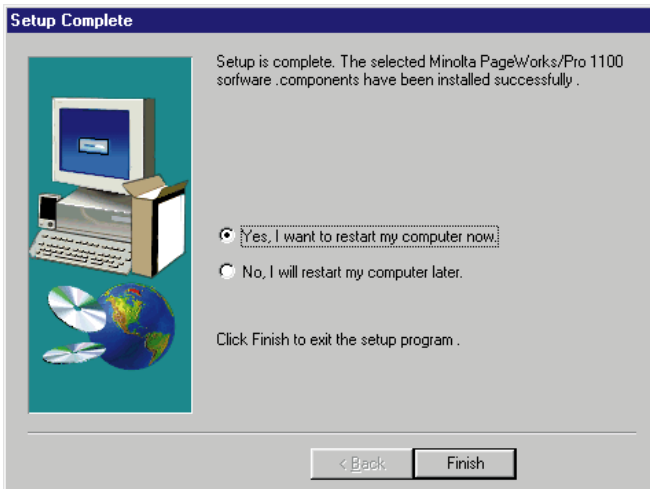 Setup Complete
Setup is complete. The selected Minolta PageWorks/Pro 1100
sorfware .components have been installed successfully .
Yes, I want to restart my computer now.
No, I will restart my computer later.
Click Finish to exit the setup program .
< Back
Finish